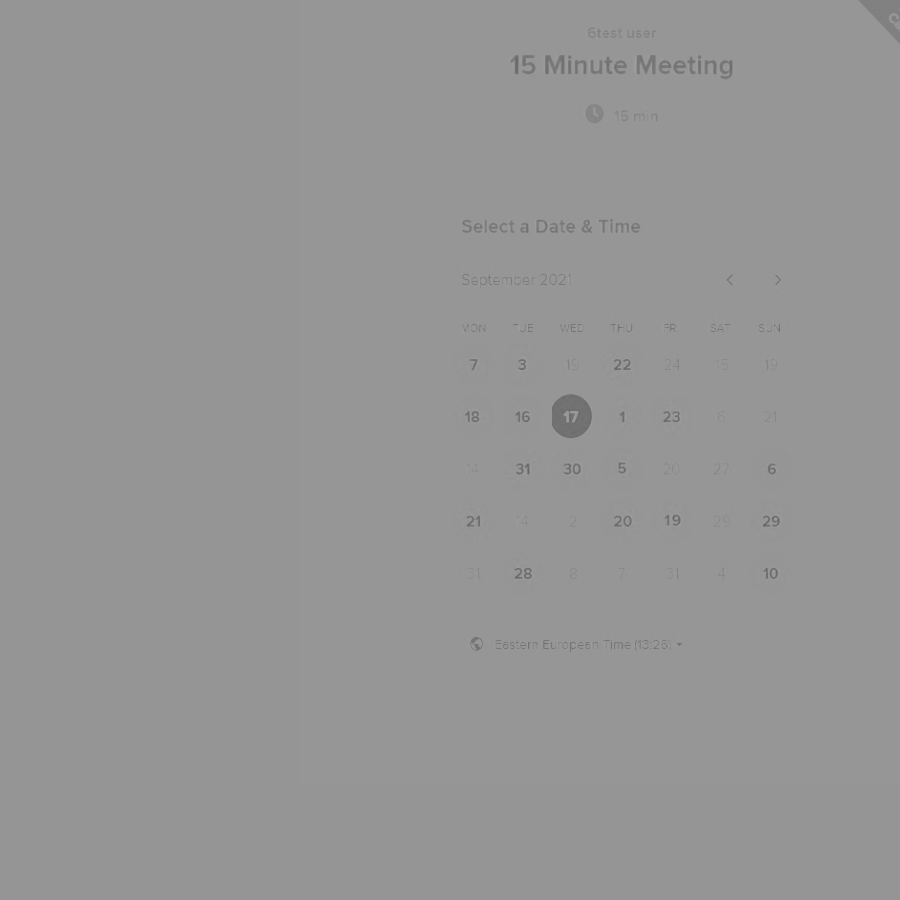 6test user
15 Minute Meeting
15 min
Select a Date & Time
September 2021
MON TUE WED THU FRI SAT SUN
7 3 19 22 24 15 19
18 16 17 1 23 6 21
14 31 30 5 20 27 6
21 14 2 20 19 29 29
31 28 8 7 31 4 10
Eastern European Time (13:26)